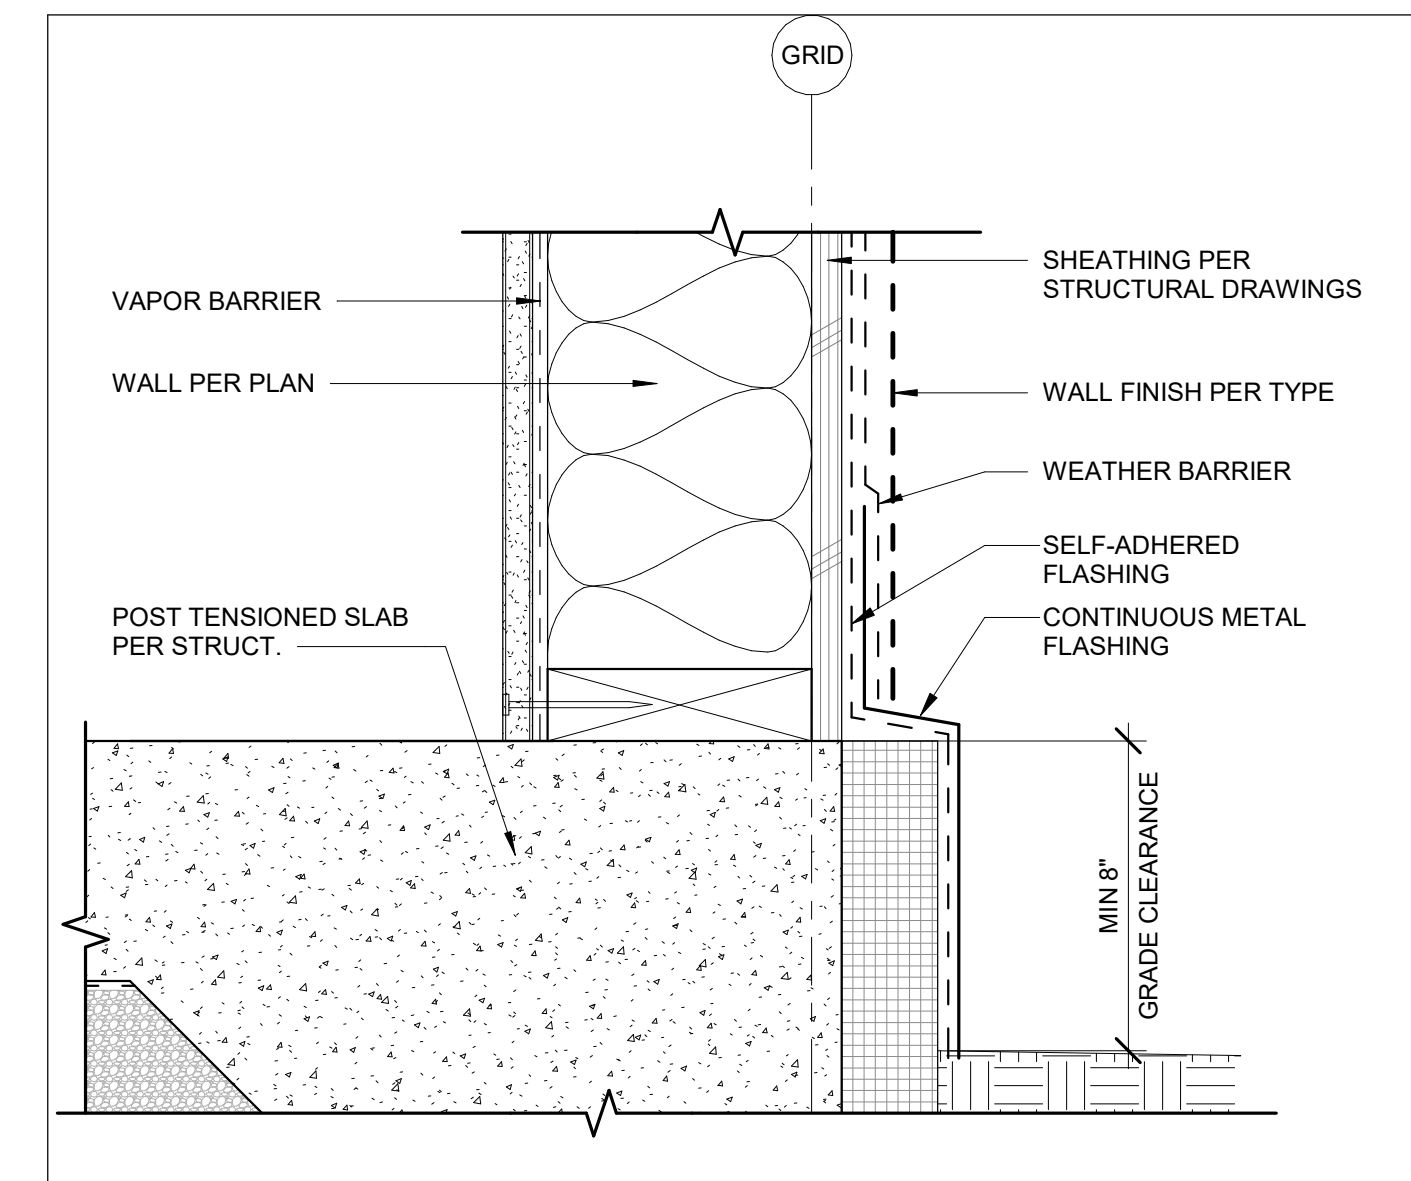 GRID
VAPOR BARRIER
WALL PER PLAN
POST TENSIONED SLAB
PER STRUCT.
SHEATHING PER
STRUCTURAL DRAWINGS
WALL FINISH PER TYPE
WEATHER BARRIER
SELF-ADHERED
FLASHING
CONTINUOUS METAL
FLASHING
MIN 8"
GRADE CLEARANCE